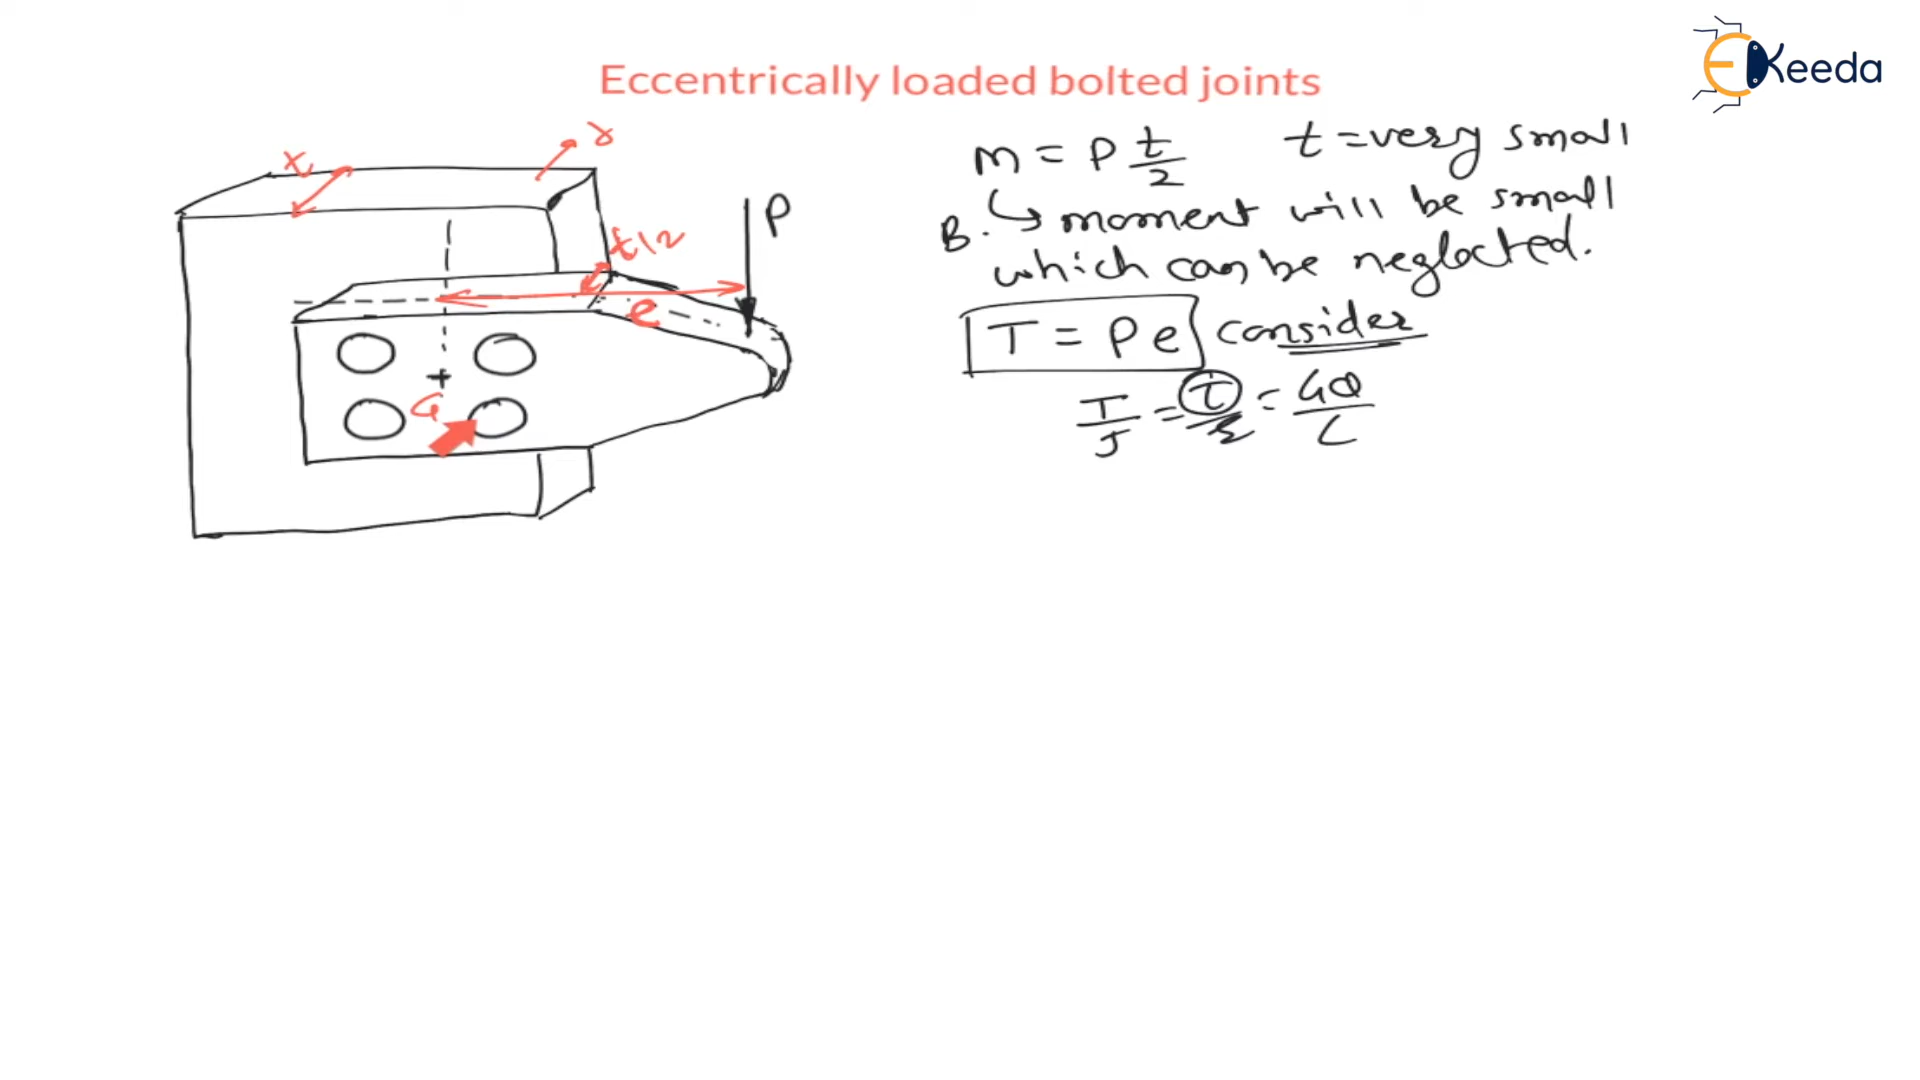 Eccentrically loaded bolted joints
EKeeda
t
γ
P
t/2
e
G
m = P t/2 t = very small
B. ↳ moment will be small
which can be neglected.
T = Pe consider
T/J = τ/r = Gθ/L